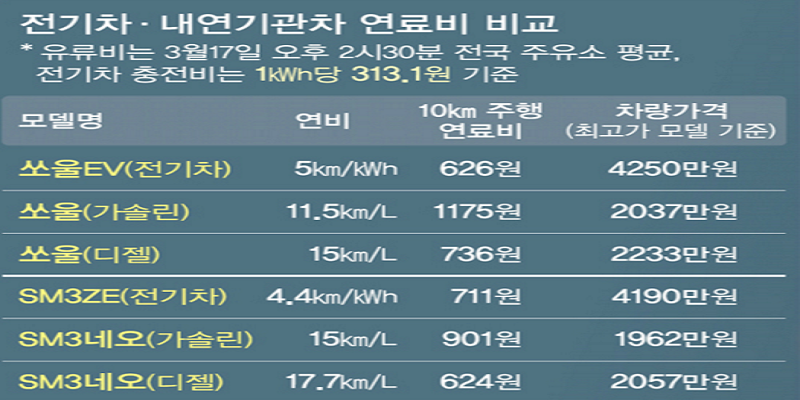 전기차·내연기관차 연료비 비교
* 유류비는 3월17일 오후 2시30분 전국 주유소 평균,
전기차 충전비는 1kWh당 313.1원 기준
모델명 연비 10km 주행 연료비 차량가격 (최고가 모델 기준)
쏘울EV(전기차) 5km/kWh 626원 4250만원
쏘울(가솔린) 11.5km/L 1175원 2037만원
쏘울(디젤) 15km/L 736원 2233만원
SM3ZE(전기차) 4.4km/kWh 711원 4190만원
SM3네오(가솔린) 15km/L 901원 1962만원
SM3네오(디젤) 17.7km/L 624원 2057만원